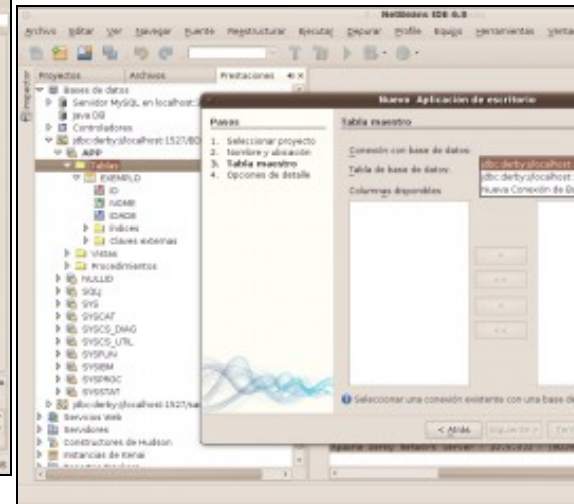 NetBeans IDE 6.8
Archivo Editar Ver Navegar Fuente Reestructurar Ejecutar Depurar Profile Equipo Herramientas
Proyectos Archivos Prestaciones
Bases de datos
Servidor MySQL en localhost:
Java DB
Controladores
jdbc:derby://localhost:1527/
APP
Tablas
EXEMPLO
ID
NOME
IDADE
Índices
Claves externas
Vistas
Procedimientos
NULLID
SQLJ
SYS
SYSCAT
SYSCS_DIAG
SYSCS_UTIL
SYSFUN
SYSIBM
SYSPROC
SYSSTAT
jdbc:derby://localhost:1527/
Servicios Web
Servidores
Constructores de Hudson
Instancias de Kenai
Nueva Aplicación de escritorio
Pasos
1. Seleccionar proyecto
2. Nombre y ubicación
3. Tabla maestro
4. Opciones de detalle
Tabla maestro
Conexión con base de datos:
jdbc:derby://localhost:
Tabla de base de datos:
jdbc:derby://localhost:
Nueva Conexión de
Columnas disponibles
>
<
<<
Seleccionar una conexión existente con una base de
< Atrás Siguiente >
Apache Derby Network Server